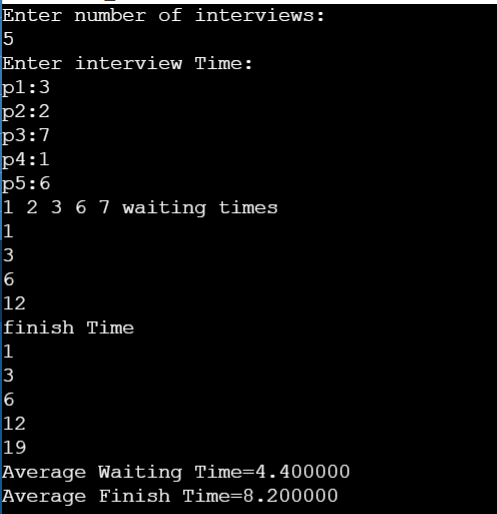 Enter number of interviews:
5
Enter interview Time:
p1:3
p2:2
p3:7
p4:1
p5:6
1 2 3 6 7 waiting times
1
3
6
12
finish Time
1
3
6
12
19
Average Waiting Time=4.400000
Average Finish Time=8.200000